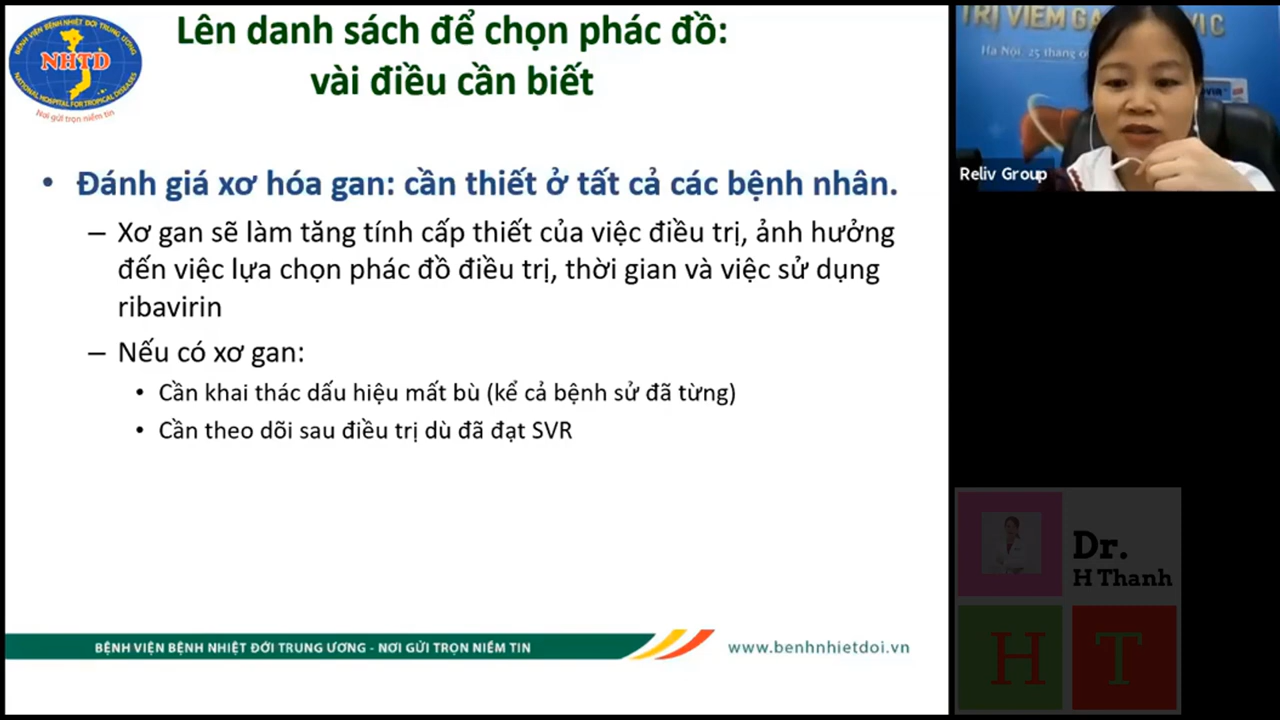 Lên danh sách để chọn phác đồ:
vài điều cần biết
BỆNH VIỆN BỆNH NHIỆT ĐỚI TRUNG ƯƠNG
NHTD
NATIONAL HOSPITAL FOR TROPICAL DISEASES
Nơi gửi trọn niềm tin
• Đánh giá xơ hóa gan: cần thiết ở tất cả các bệnh nhân.
– Xơ gan sẽ làm tăng tính cấp thiết của việc điều trị, ảnh hưởng
đến việc lựa chọn phác đồ điều trị, thời gian và việc sử dụng
ribavirin
– Nếu có xơ gan:
• Cần khai thác dấu hiệu mất bù (kể cả bệnh sử đã từng)
• Cần theo dõi sau điều trị dù đã đạt SVR
BỆNH VIỆN BỆNH NHIỆT ĐỚI TRUNG ƯƠNG - NƠI GỬI TRỌN NIỀM TIN
www.benhnhietdoi.vn
TRỊ VIÊM
Hà Nội, 25 tháng
Reliv Group
Dr.
H Thanh
H T